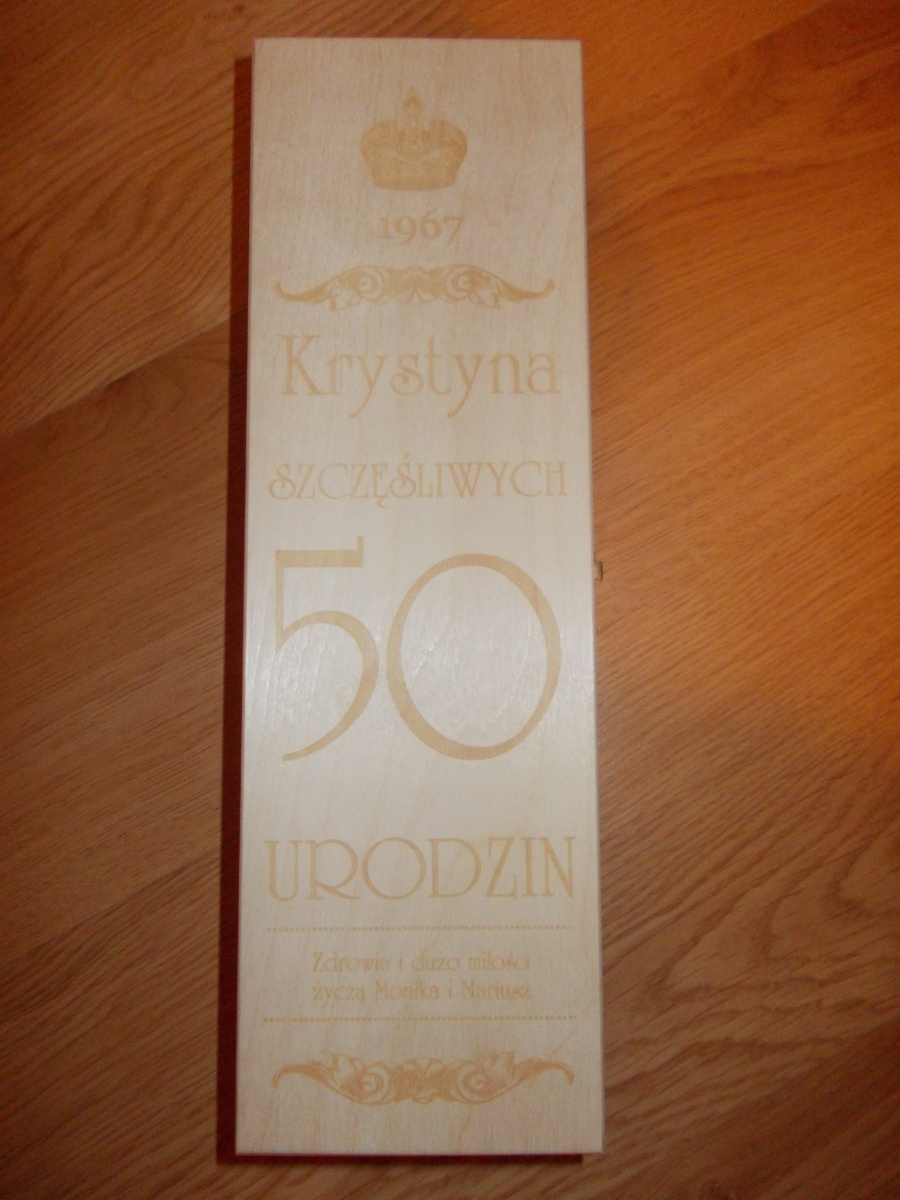 1967
Krystyna
SZCZĘŚLIWYCH
50
URODZIN
Zdrowia i dużo miłości
życzą Monika i Mariusz